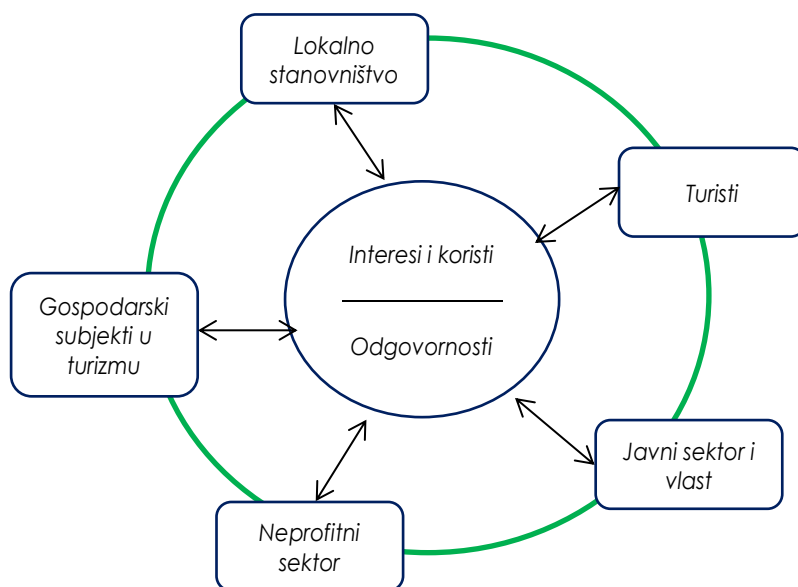 Lokalno
stanovništvo
Turisti
Interesi i koristi
Odgovornosti
Gospodarski
subjekti u
turizmu
Javni sektor i
vlast
Neprofitni
sektor